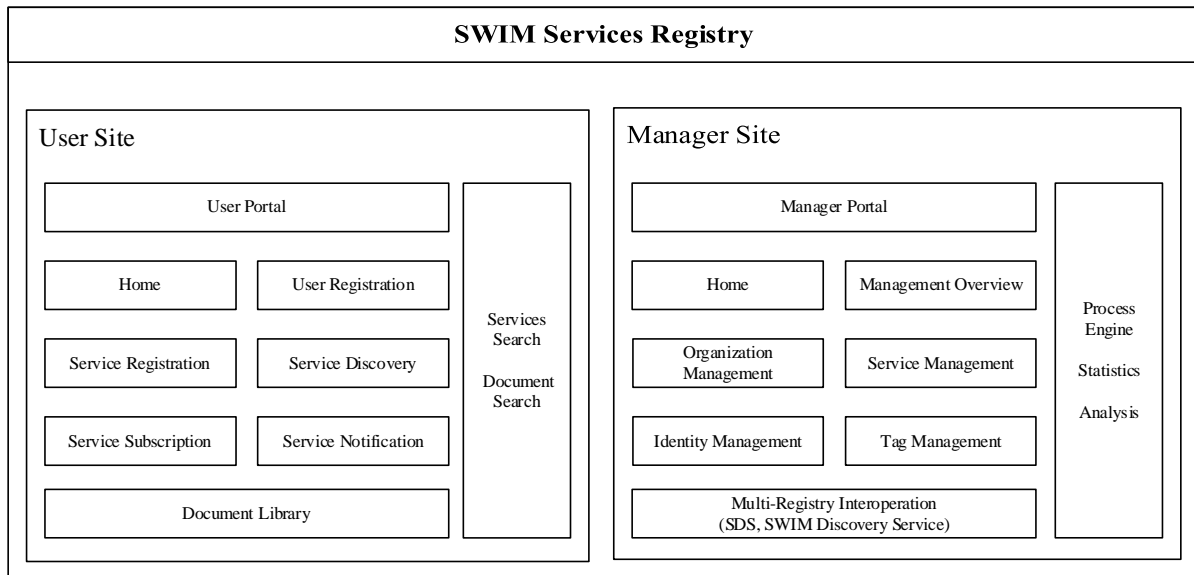 SWIM Services Registry
User Site
User Portal
Home
User Registration
Service Registration
Service Discovery
Service Subscription
Service Notification
Document Library
Services
Search
Document
Search
Manager Site
Manager Portal
Home
Management Overview
Organization
Management
Service Management
Identity Management
Tag Management
Multi-Registry Interoperation
(SDS, SWIM Discovery Service)
Process
Engine
Statistics
Analysis